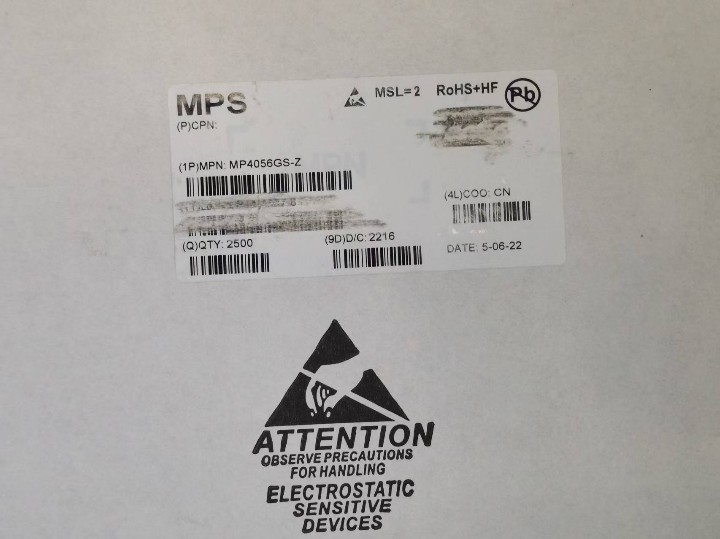 MPS
MSL=2 RoHS+HF Pb
(P)CPN:
(1P)MPN: MP4056GS-Z
(4L)COO: CN
(Q)QTY: 2500
(9D)D/C: 2216
DATE: 5-06-22
ATTENTION
OBSERVE PRECAUTIONS
FOR HANDLING
ELECTROSTATIC
SENSITIVE
DEVICES